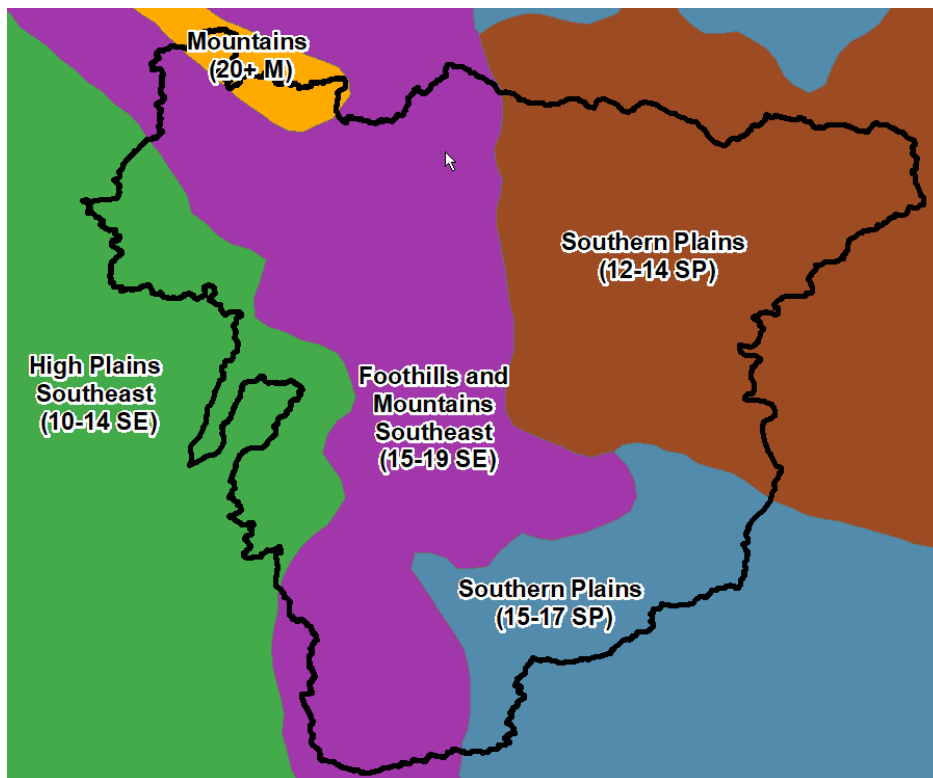 Mountains
(20+ M)
Southern Plains
(12-14 SP)
High Plains
Southeast
(10-14 SE)
Foothills and
Mountains
Southeast
(15-19 SE)
Southern Plains
(15-17 SP)